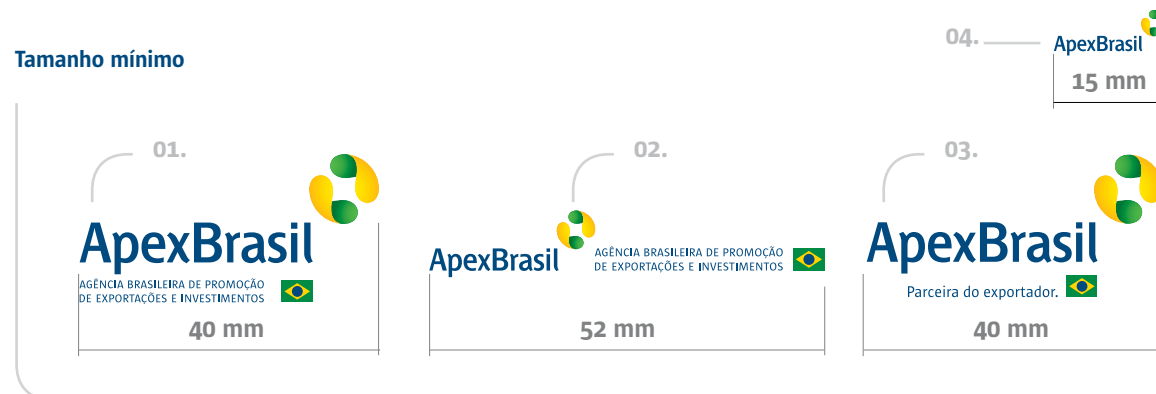 Tamanho mínimo
04.
ApexBrasil
15 mm
01.
ApexBrasil
AGÊNCIA BRASILEIRA DE PROMOÇÃO
DE EXPORTAÇÕES E INVESTIMENTOS
40 mm
02.
ApexBrasil
AGÊNCIA BRASILEIRA DE PROMOÇÃO
DE EXPORTAÇÕES E INVESTIMENTOS
52 mm
03.
ApexBrasil
Parceira do exportador.
40 mm